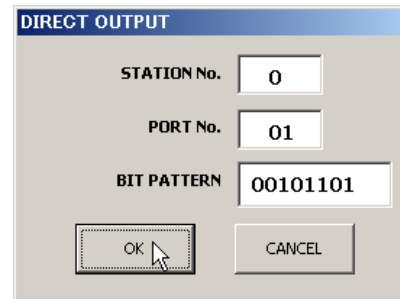 DIRECT OUTPUT
STATION No. 0
PORT No. 01
BIT PATTERN 00101101
OK CANCEL